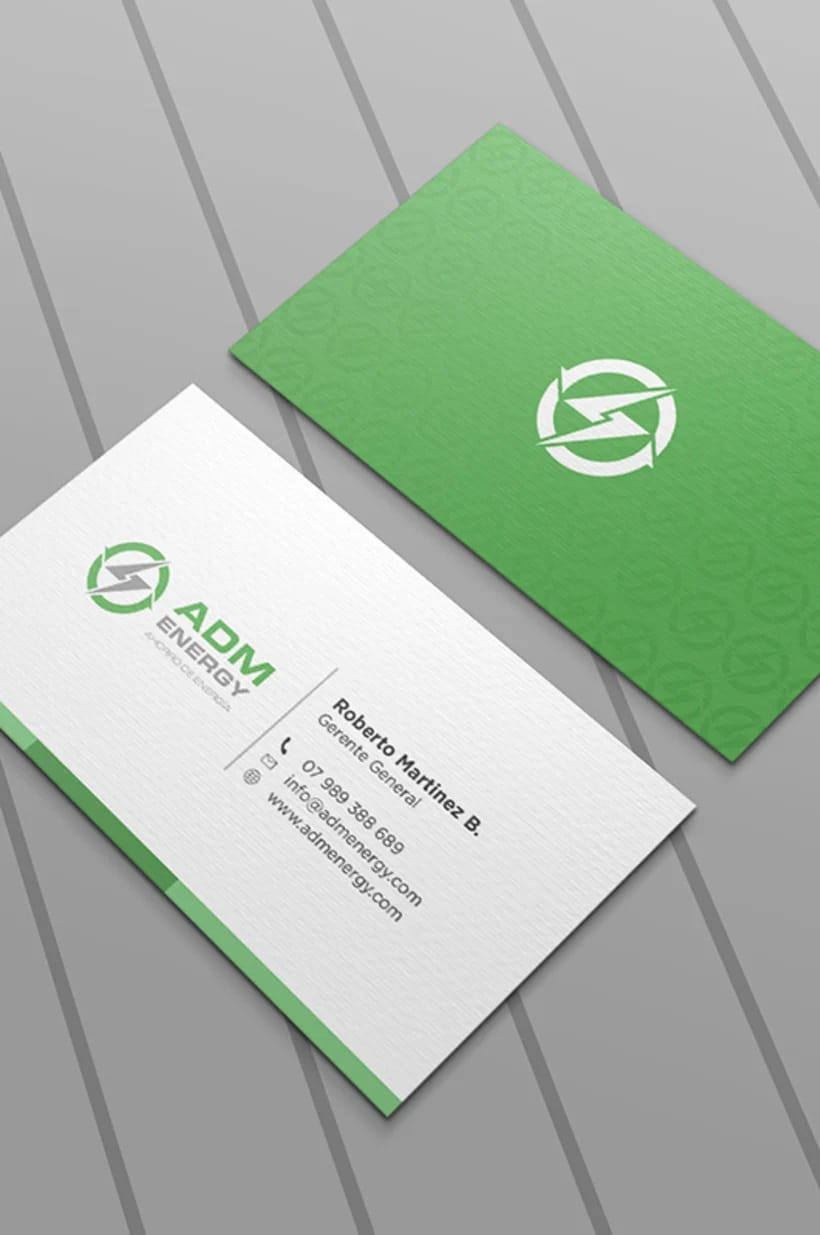 ADM
ENERGY
AHORRO DE ENERGÍA
Roberto Martinez B.
Gerente General
07 989 388 689
info@admenergy.com
www.admenergy.com